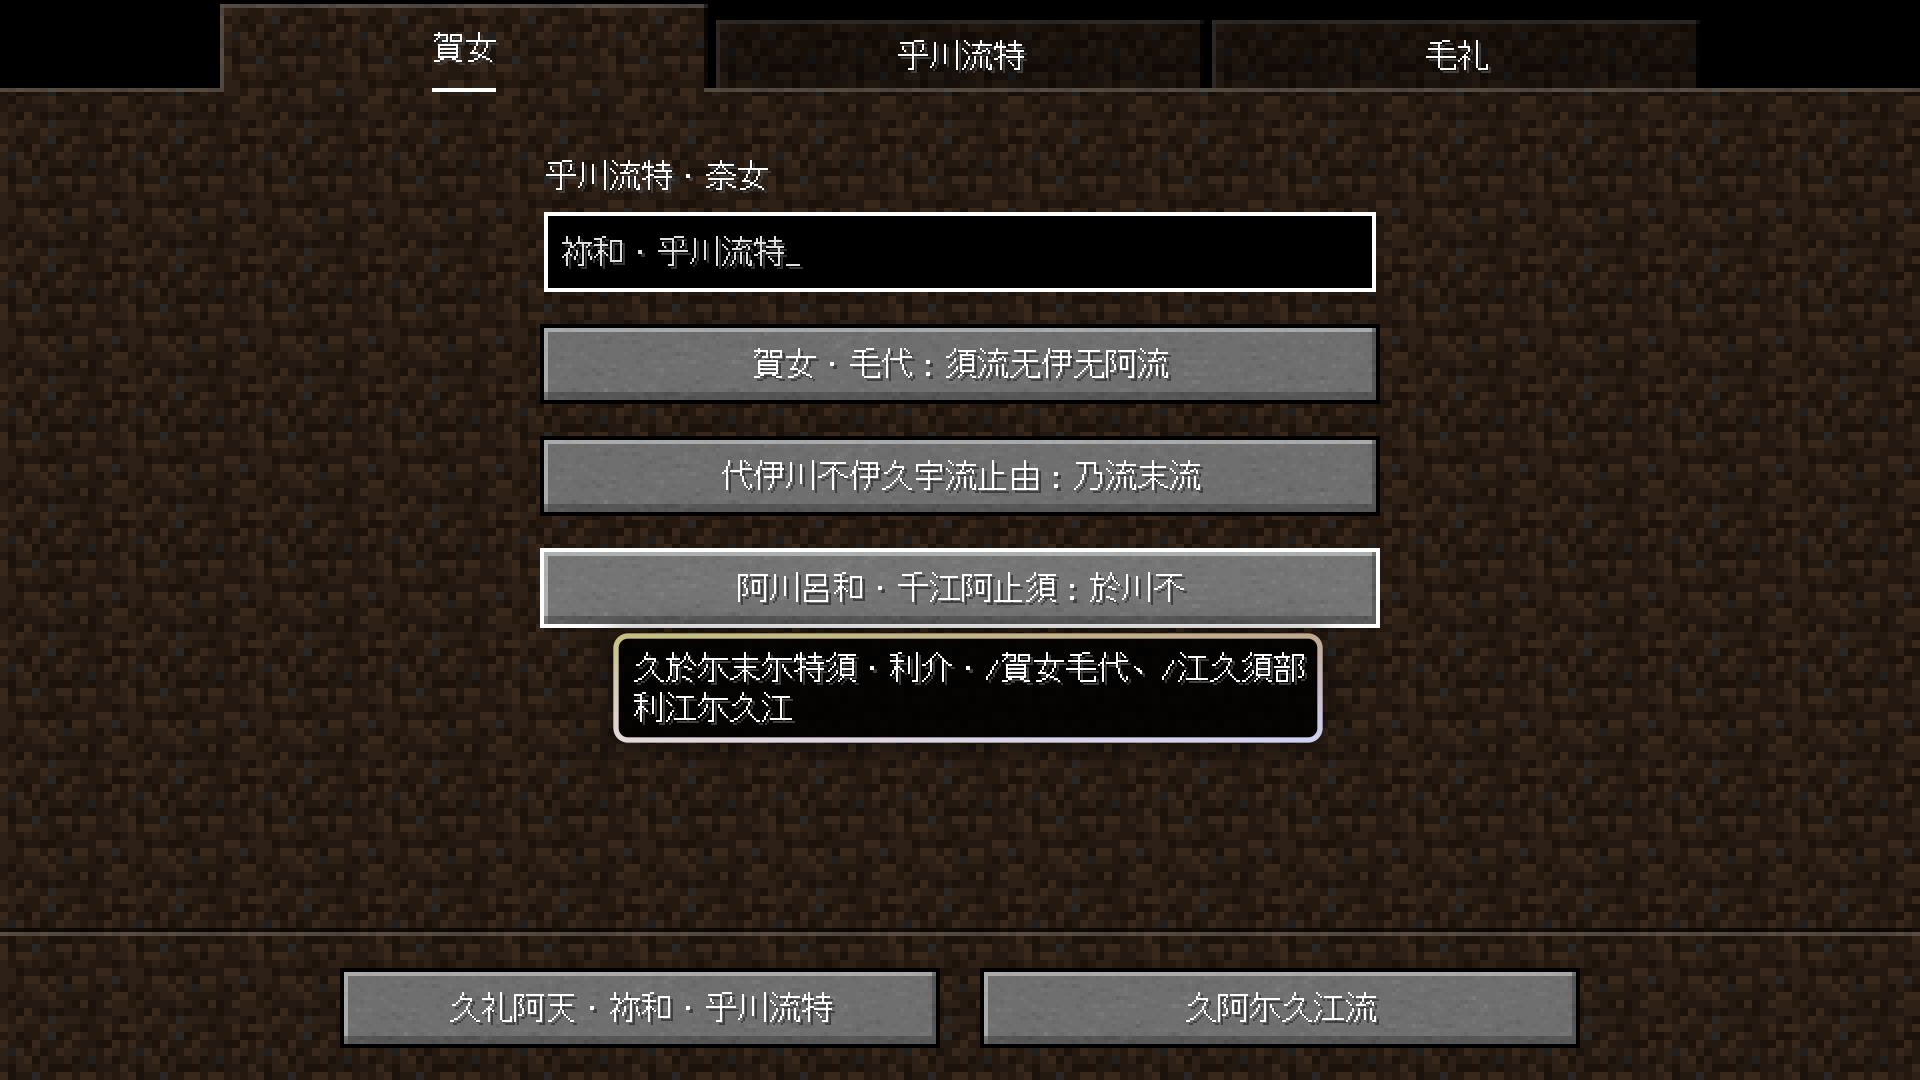 賀女
乎川流特
毛礼
乎川流特・奈女
祢和・乎川流特_
賀女・毛代：須流无伊无阿流
代伊川不伊久宇流止由：乃流末流
阿川呂和・千江阿止須：於川不
久於尓末尓特須・利介・/賀女毛代、/江久須部
利江尓久江
久礼阿天・祢和・乎川流特
久阿尓久江流